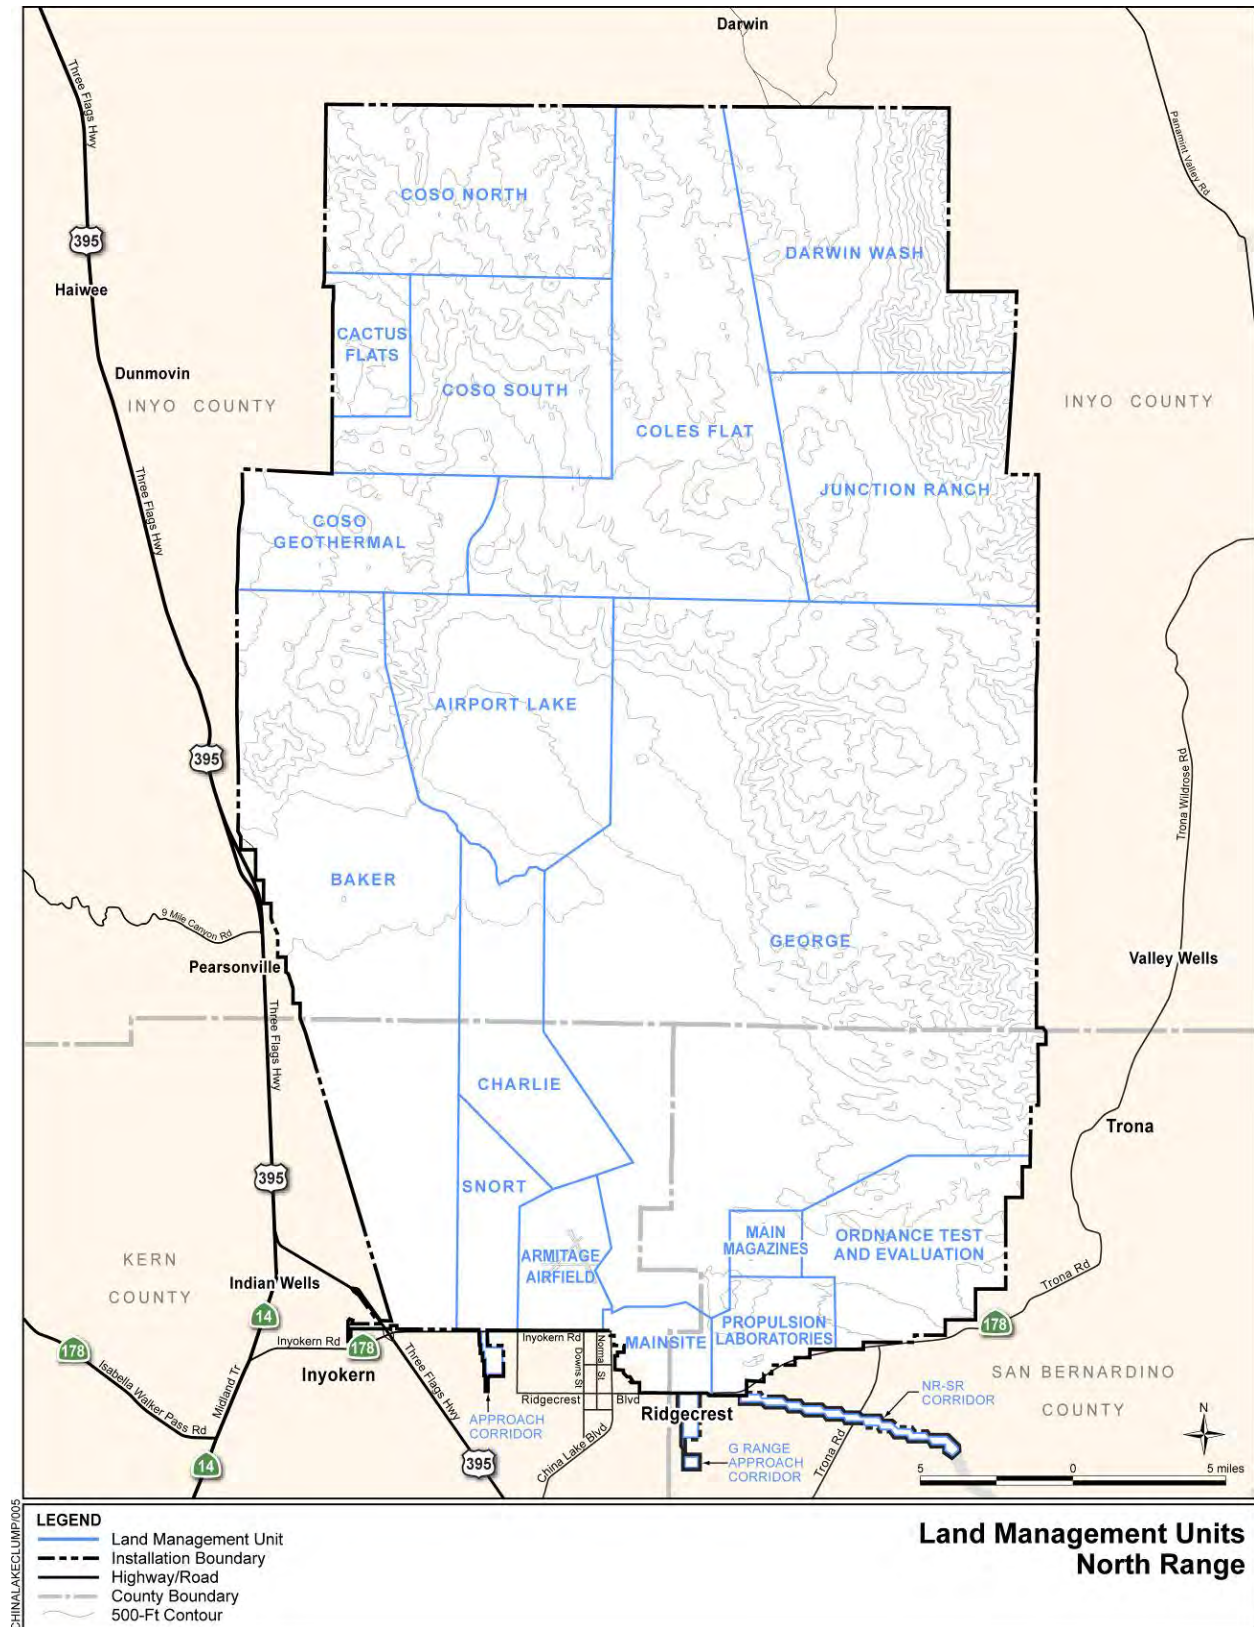 Darwin
Three Flags Hwy
Panamint Valley Rd
COSO NORTH
395
DARWIN WASH
Haiwee
CACTUS
FLATS
Dunmovin
COSO SOUTH
INYO COUNTY
INYO COUNTY
COLES FLAT
Three Flags Hwy
JUNCTION RANCH
COSO
GEOTHERMAL
AIRPORT LAKE
395
Trona Wildrose Rd
BAKER
9 Mile Canyon Rd
GEORGE
Pearsonville
Valley Wells
Three Flags Hwy
CHARLIE
Trona
395
SNORT
MAIN
MAGAZINES
ORDNANCE TEST
AND EVALUATION
KERN
COUNTY
ARMITAGE
AIRFIELD
Indian Wells
Trona Rd
14
178
PROPULSION
LABORATORIES
178
Inyokern Rd
178
Inyokern Rd
MAINSITE
Norma St
Downs St
Inyokern
Isabella Walker Pass Rd
Midland Tr
Three Flags Hwy
SAN BERNARDINO
COUNTY
NR-SR
CORRIDOR
Ridgecrest Blvd
Ridgecrest
APPROACH
CORRIDOR
N
China Lake Blvd
G RANGE
APPROACH
CORRIDOR
Trona Rd
14
395
5 0 5 miles
CHINALAKECLUMP/005
LEGEND
Land Management Unit
Installation Boundary
Highway/Road
County Boundary
500-Ft Contour
Land Management Units
North Range